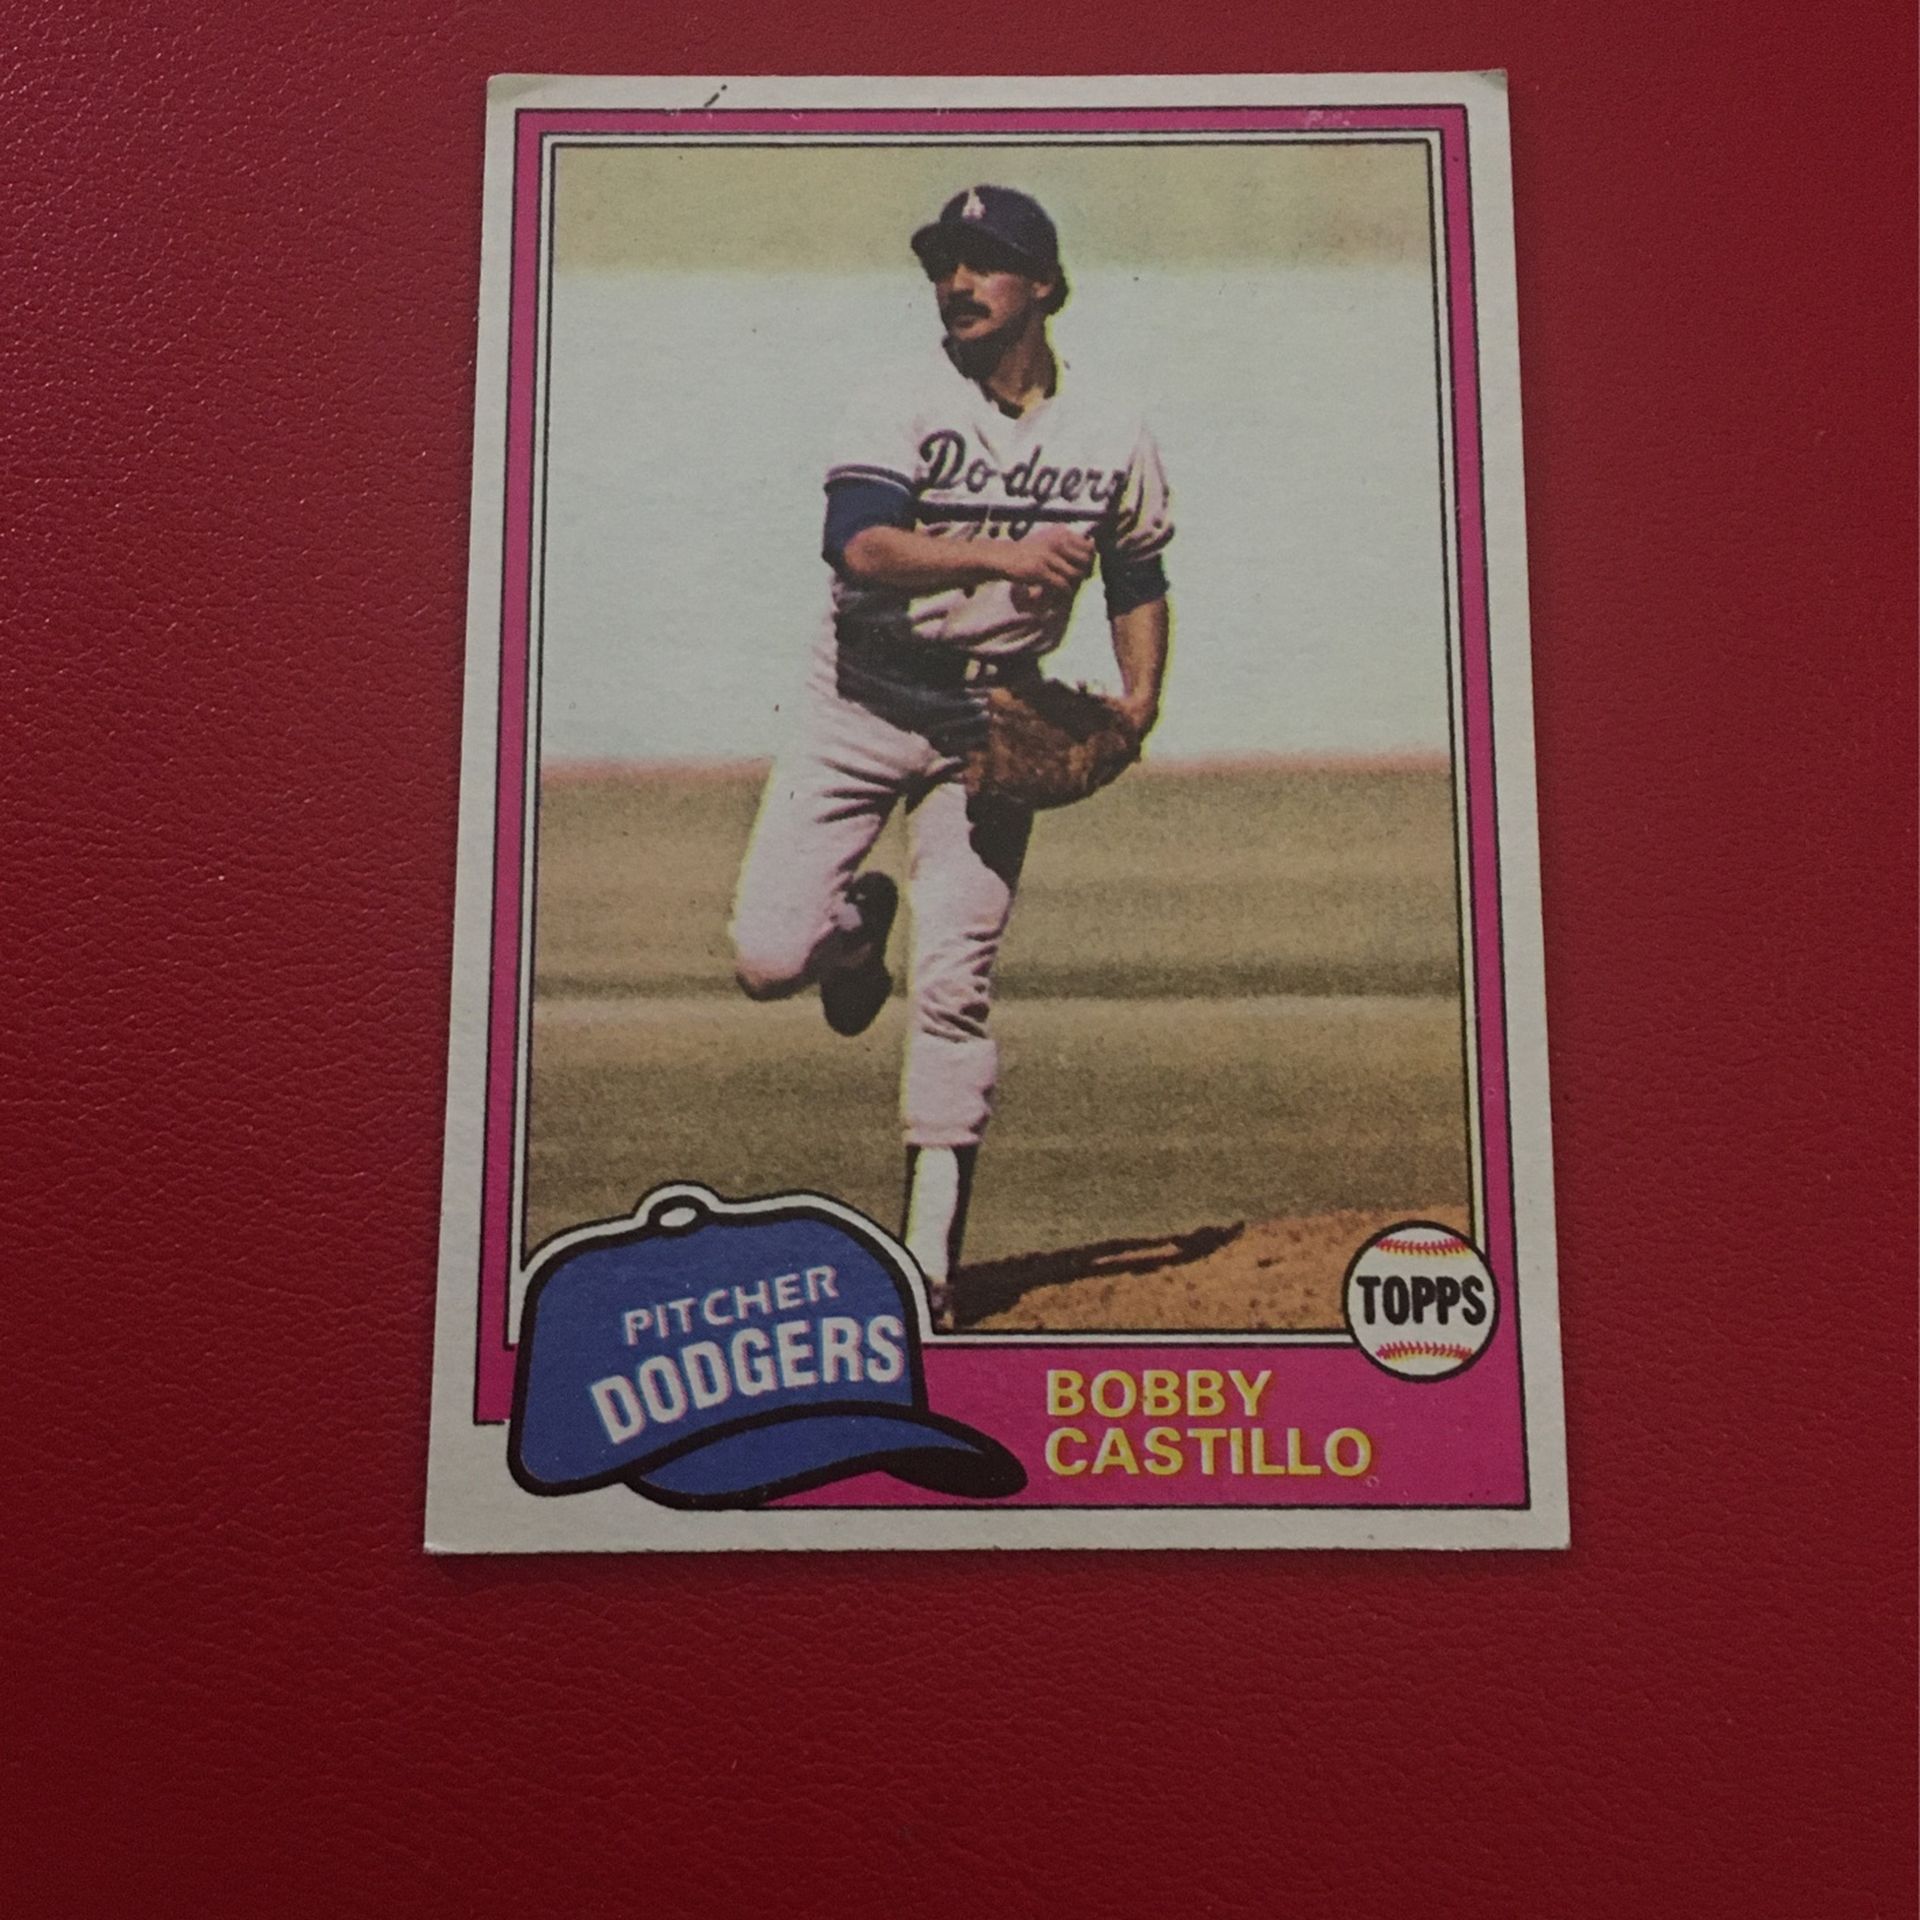 A
Dodgers
PITCHER
DODGERS
TOPPS
BOBBY
CASTILLO